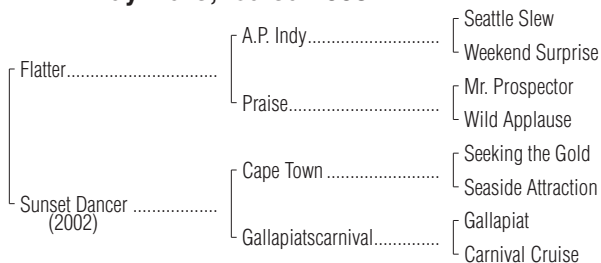 Seattle Slew
A.P. Indy
Weekend Surprise
Flatter
Mr. Prospector
Praise
Wild Applause
Seeking the Gold
Cape Town
Seaside Attraction
Sunset Dancer
(2002)
Gallapiat
Gallapiatscarnival
Carnival Cruise